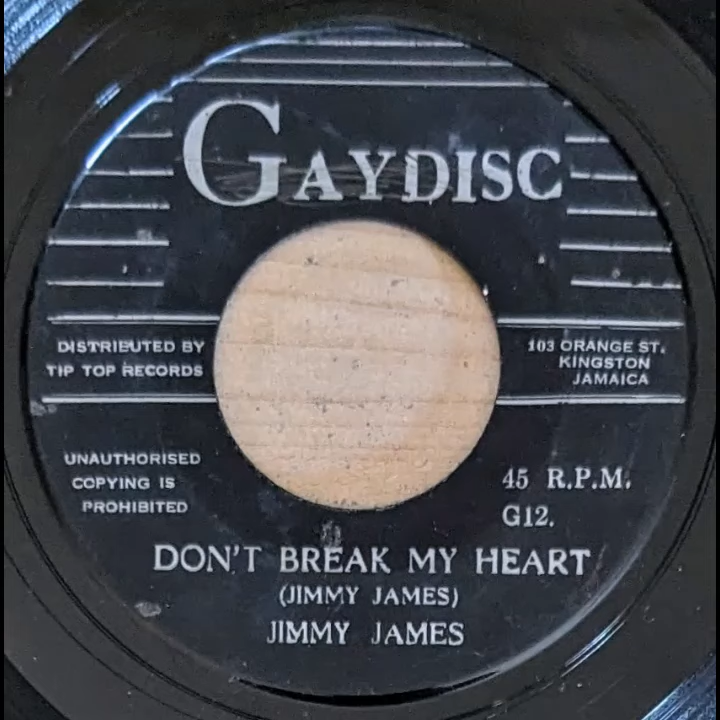 GAYDISC
DISTRIBUTED BY
TIP TOP RECORDS
103 ORANGE ST.
KINGSTON
JAMAICA
UNAUTHORISED
COPYING IS
PROHIBITED
45 R.P.M.
G12.
DON'T BREAK MY HEART
(JIMMY JAMES)
JIMMY JAMES